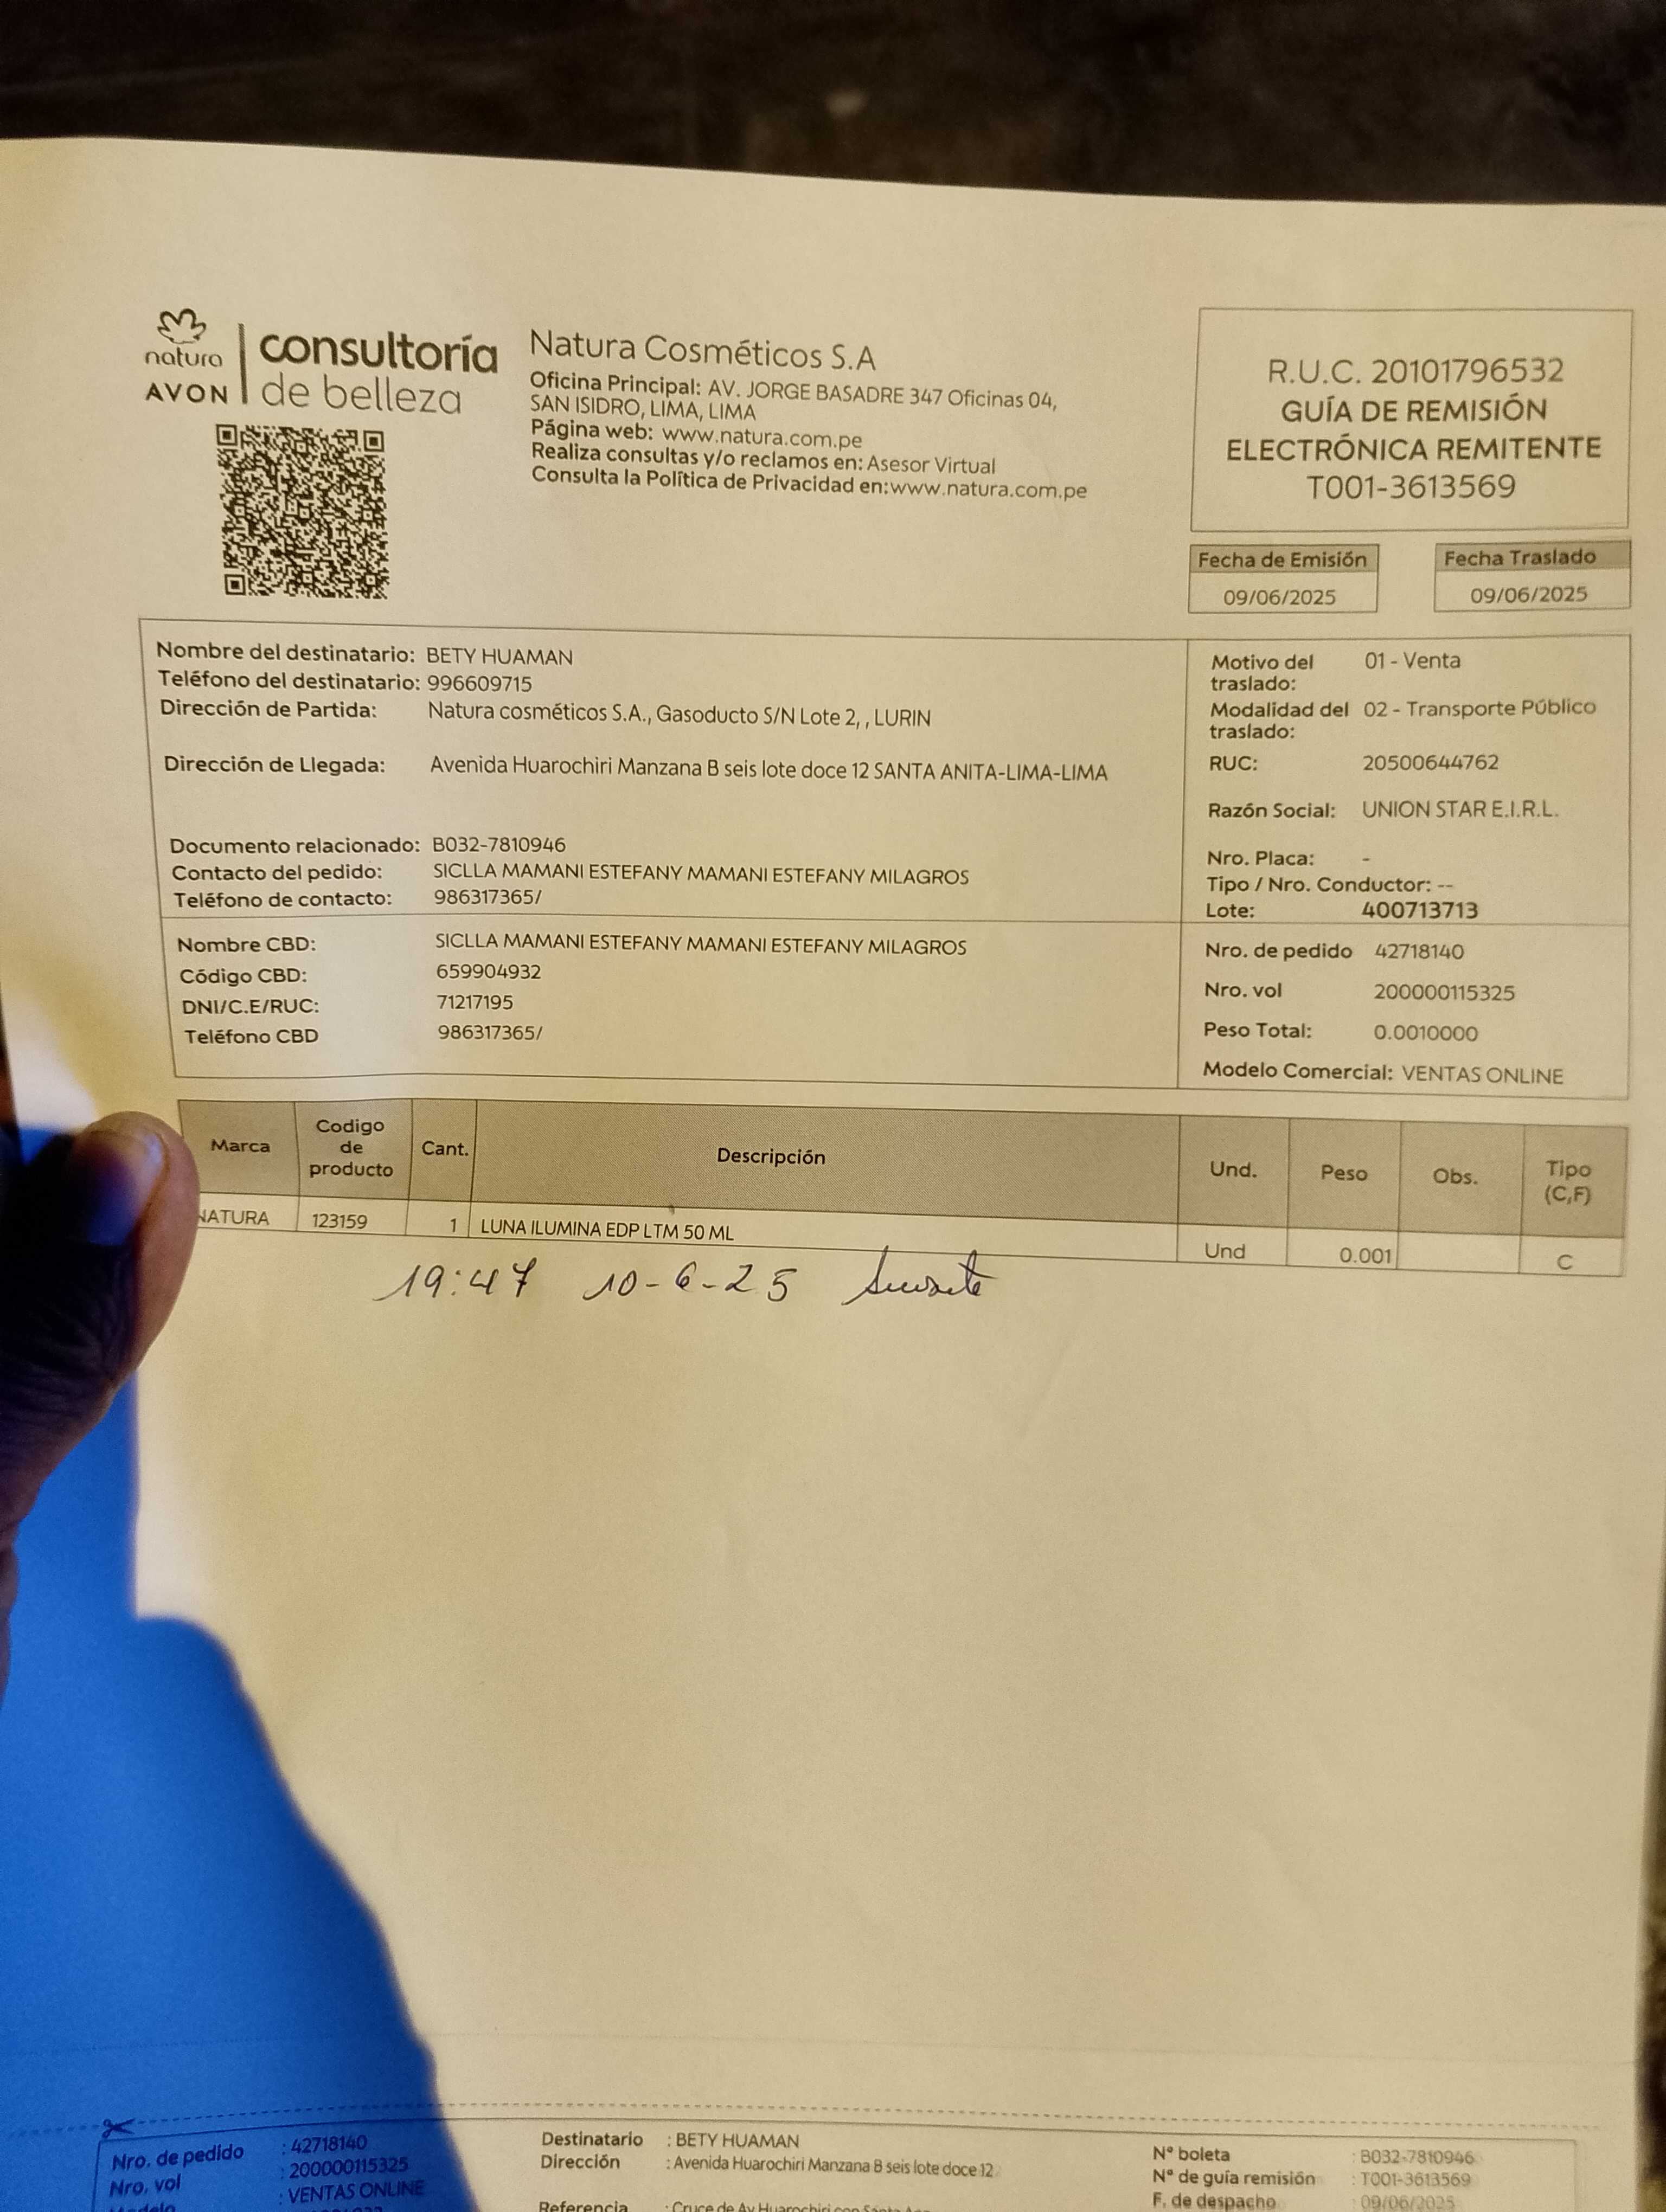 natura
AVON
consultoría
de belleza
Natura Cosméticos S.A
Oficina Principal: AV. JORGE BASADRE 347 Oficinas 04,
SAN ISIDRO, LIMA, LIMA
Página web: www.natura.com.pe
Realiza consultas y/o reclamos en: Asesor Virtual
Consulta la Política de Privacidad en:www.natura.com.pe
R.U.C. 20101796532
GUÍA DE REMISIÓN
ELECTRÓNICA REMITENTE
T001-3613569
Fecha de Emisión
09/06/2025
Fecha Traslado
09/06/2025
Nombre del destinatario: BETY HUAMAN
Teléfono del destinatario: 996609715
Dirección de Partida: Natura cosméticos S.A., Gasoducto S/N Lote 2, , LURIN
Dirección de Llegada: Avenida Huarochiri Manzana B seis lote doce 12 SANTA ANITA-LIMA-LIMA
Documento relacionado: B032-7810946
Contacto del pedido: SICLLA MAMANI ESTEFANY MAMANI ESTEFANY MILAGROS
Teléfono de contacto: 986317365/
Motivo del traslado: 01 - Venta
Modalidad del traslado: 02 - Transporte Público
RUC: 20500644762
Razón Social: UNION STAR E.I.R.L.
Nro. Placa: -
Tipo / Nro. Conductor: --
Lote: 400713713
Nombre CBD: SICLLA MAMANI ESTEFANY MAMANI ESTEFANY MILAGROS
Código CBD: 659904932
DNI/C.E/RUC: 71217195
Teléfono CBD 986317365/
Nro. de pedido 42718140
Nro. vol 200000115325
Peso Total: 0.0010000
Modelo Comercial: VENTAS ONLINE
Marca Codigo de producto Cant. Descripción Und. Peso Obs. Tipo (C,F)
NATURA 123159 1 LUNA ILUMINA EDP LTM 50 ML Und 0.001 C
19:47 10-6-25
Nro. de pedido : 42718140
Nro. vol : 200000115325
: VENTAS ONLINE
Destinatario : BETY HUAMAN
Dirección : Avenida Huarochiri Manzana B seis lote doce 12
Referencia : Cruce de Av Huarochiri con
N° boleta : B032-7810946
N° de guía remisión : T001-3613569
F. de despacho : 09/06/2025